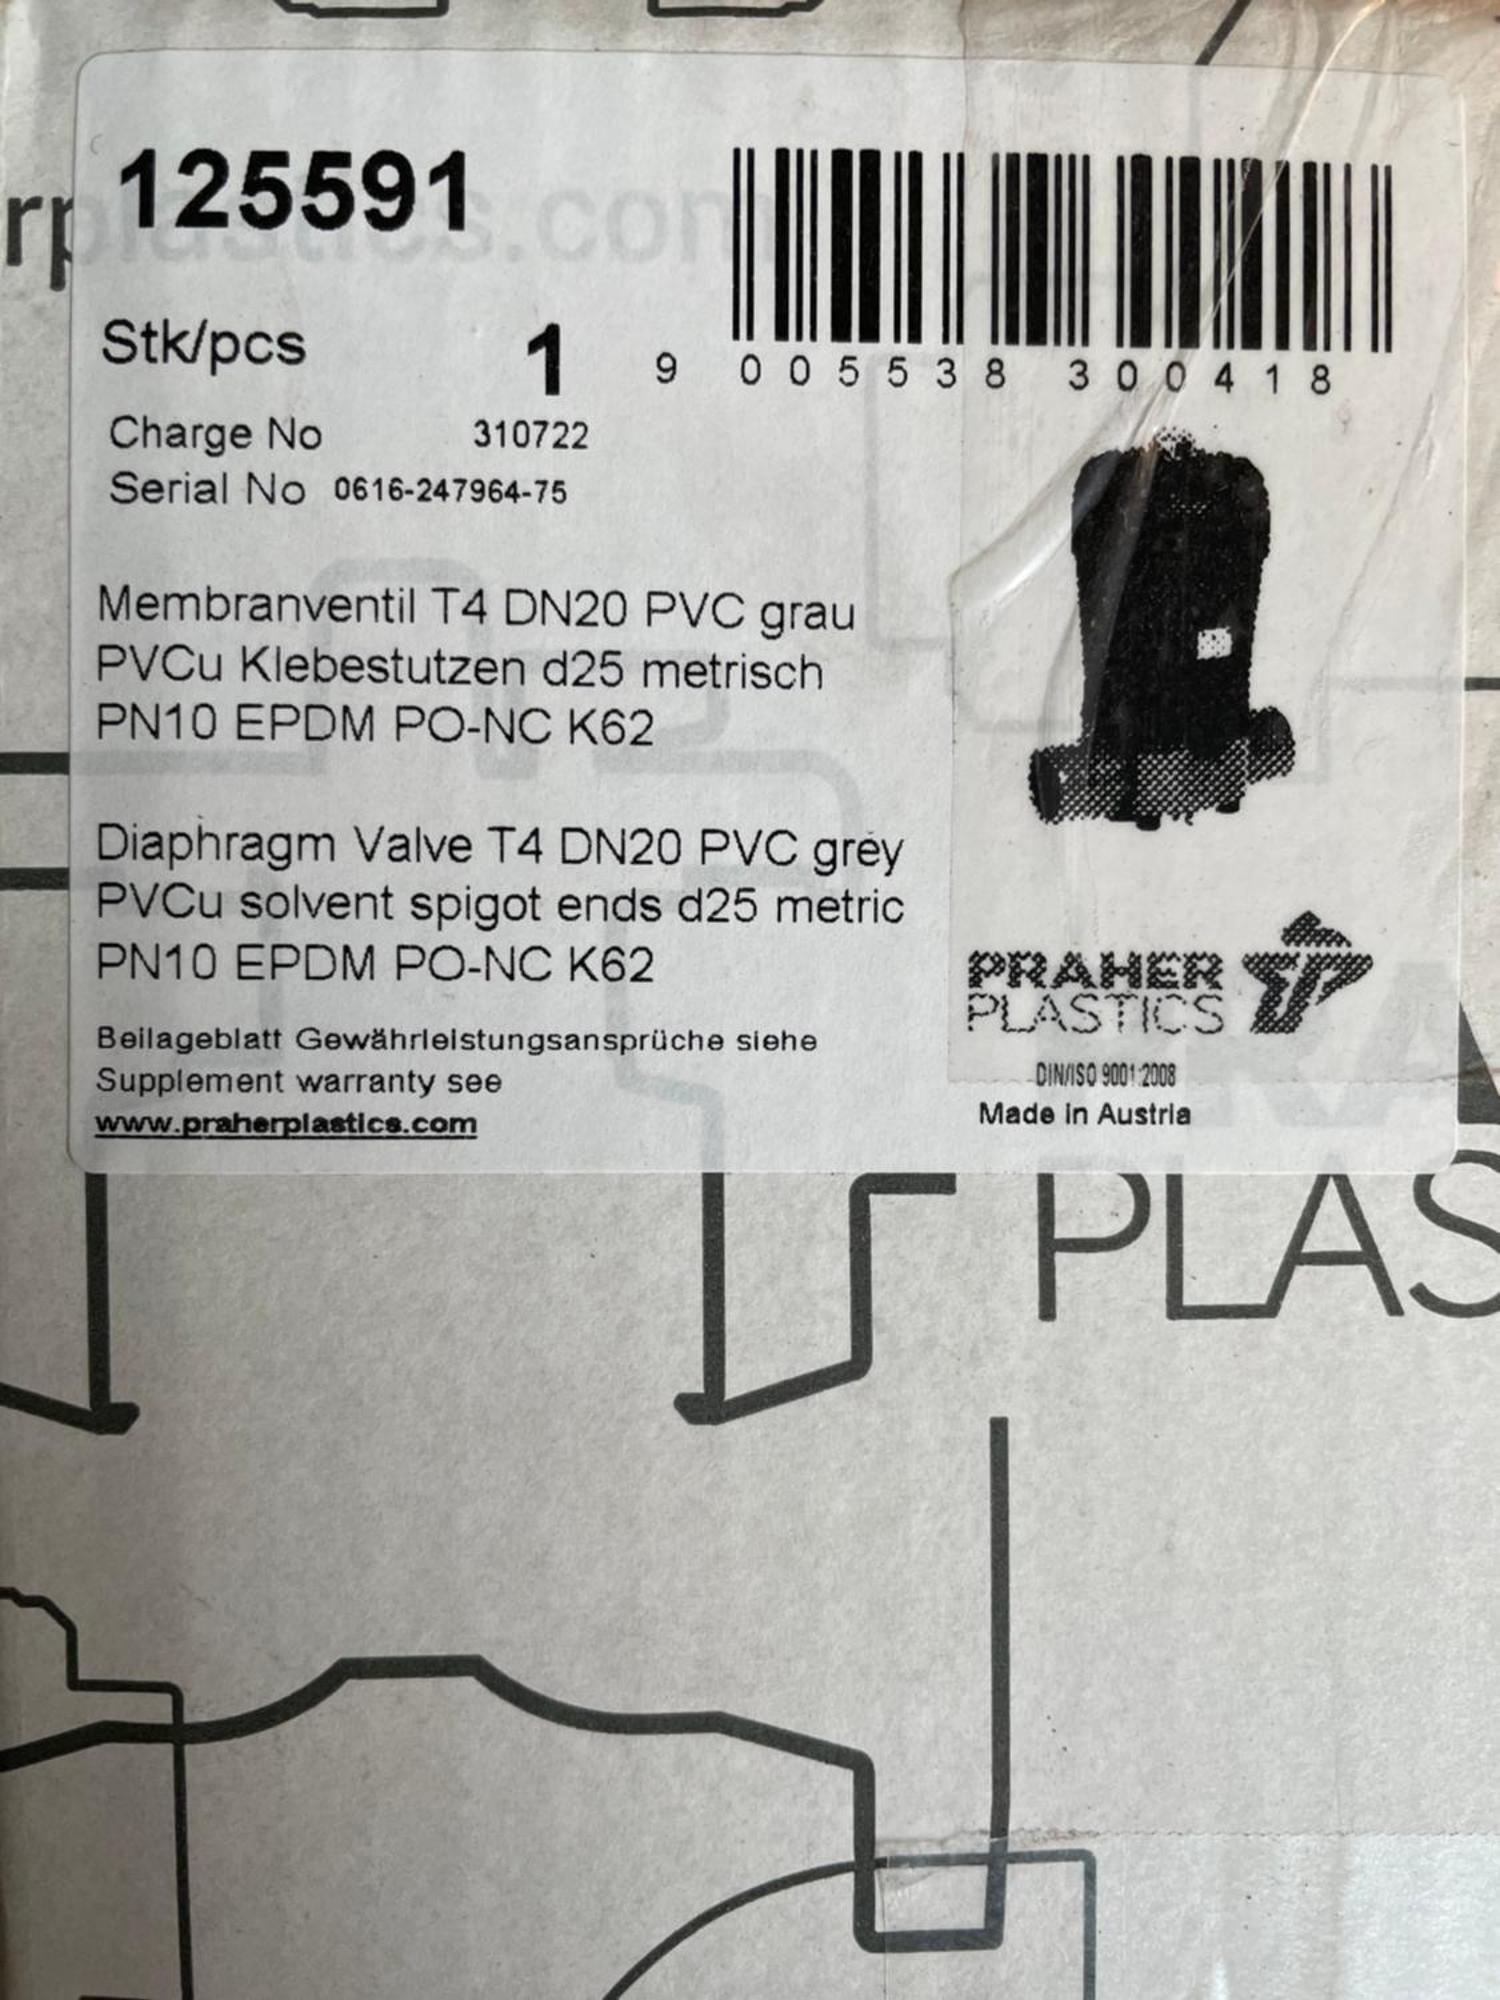 125591
Stk/pcs 1
9 005538 300418
Charge No 310722
Serial No 0616-247964-75
Membranventil T4 DN20 PVC grau
PVCu Klebestutzen d25 metrisch
PN10 EPDM PO-NC K62
Diaphragm Valve T4 DN20 PVC grey
PVCu solvent spigot ends d25 metric
PN10 EPDM PO-NC K62
Beilageblatt Gewährleistungsansprüche siehe
Supplement warranty see
www.praherplastics.com
PRAHER
PLASTICS
DIN/ISO 9001:2008
Made in Austria
rplastics.com
PLAS